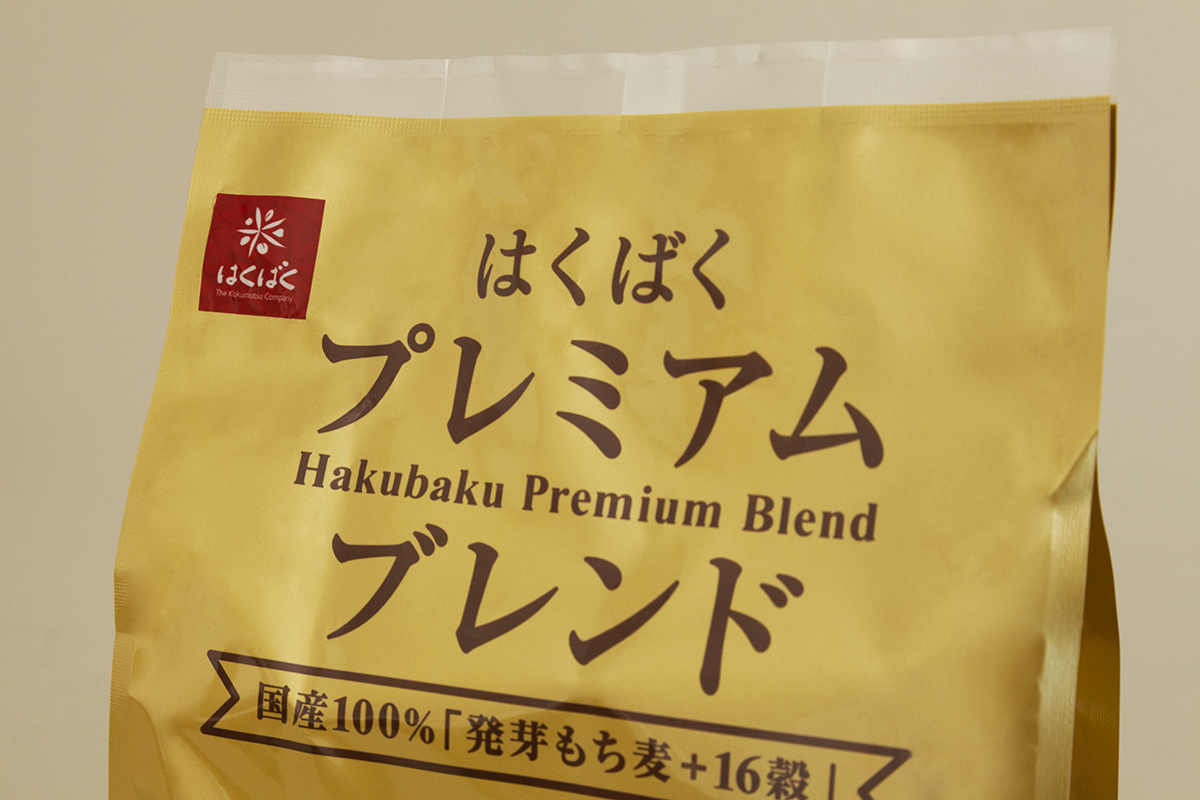 はくばく
The Kokumotsu Company
はくばく
プレミアム
Hakubaku Premium Blend
ブレンド
国産100%「発芽もち麦+16穀」